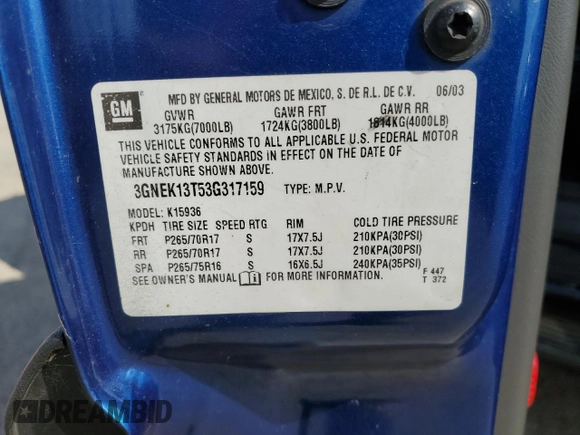 GM
MFD BY GENERAL MOTORS DE MEXICO, S. DE R.L. DE C.V. 06/03
GVWR GAWR FRT GAWR RR
3175KG(7000LB) 1724KG(3800LB) 1814KG(4000LB)
THIS VEHICLE CONFORMS TO ALL APPLICABLE U.S. FEDERAL MOTOR
VEHICLE SAFETY STANDARDS IN EFFECT ON THE DATE OF
MANUFACTURE SHOWN ABOVE.
3GNEK13T53G317159 TYPE: M.P.V.
MODEL: K15936
KPDH TIRE SIZE SPEED RTG RIM COLD TIRE PRESSURE
FRT P265/70R17 S 17X7.5J 210KPA(30PSI)
RR P265/70R17 S 17X7.5J 210KPA(30PSI)
SPA P265/75R16 S 16X6.5J 240KPA(35PSI)
SEE OWNER'S MANUAL FOR MORE INFORMATION.
F 447
T 372
DREAMBID